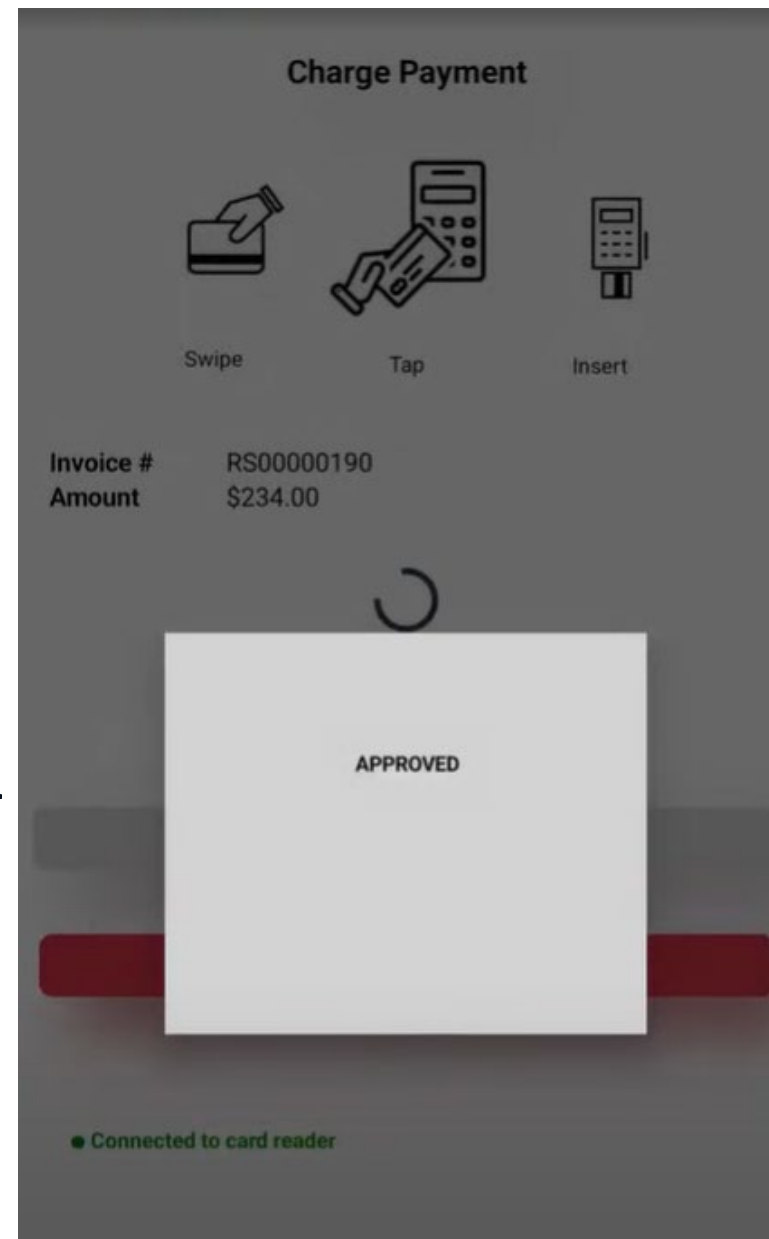 Charge Payment
Swipe Tap Insert
Invoice # RS00000190
Amount $234.00
APPROVED
Connected to card reader